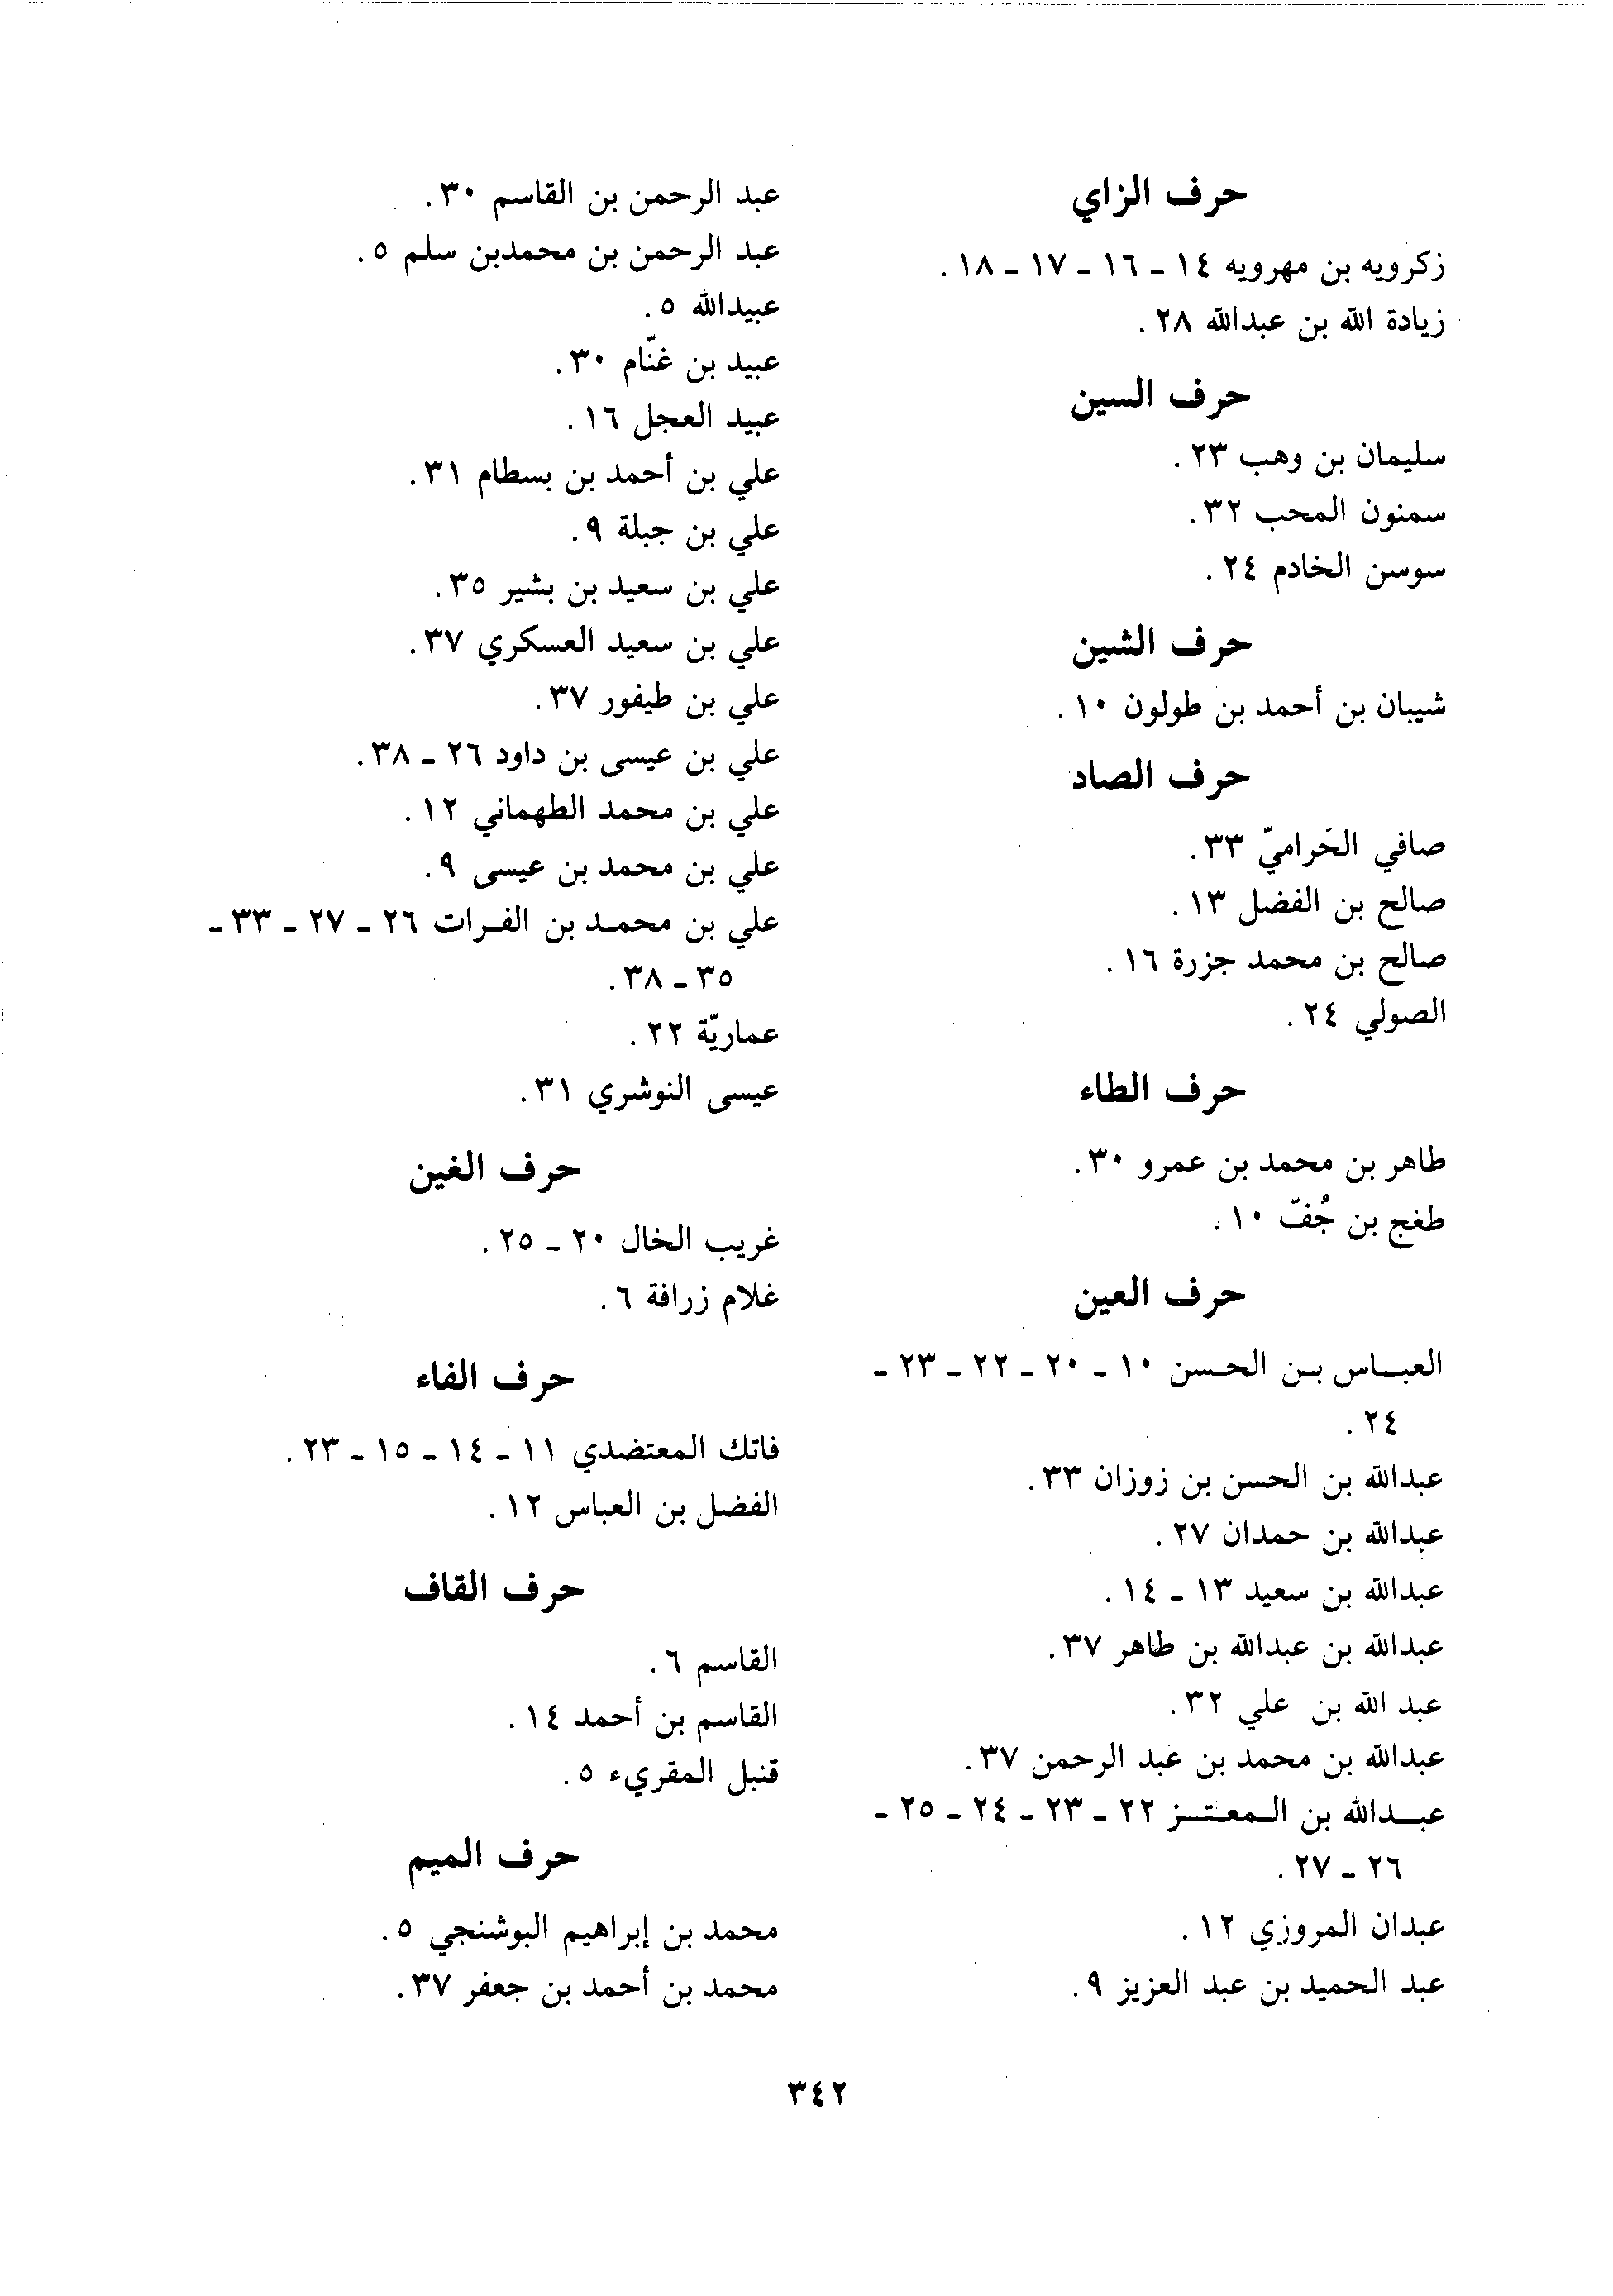 حرف الزاي
زكرويه بن مهرويه ١٤ ـ ١٦ ـ ١٧ ـ ١٨.
زيادة الله بن عبدالله ٢٨.
حرف السين
سليمان بن وهب ٢٣.
سمنون المحب ٣٢.
سوسن الخادم ٢٤.
حرف الشين
شيبان بن أحمد بن طولون ١٠.
حرف الصاد
صافي الحَراميّ ٣٣.
صالح بن الفضل ١٣.
صالح بن محمد جزرة ١٦.
الصولي ٢٤.
حرف الطاء
طاهر بن محمد بن عمرو ٣٠.
طغج بن جُفّ ١٠.
حرف العين
العبـاس بـن الحـسن ١٠ ـ ٢٠ ـ ٢٢ ـ ٢٣ ـ
٢٤.
عبدالله بن الحسن بن زوزان ٣٣.
عبدالله بن حمدان ٢٧.
عبدالله بن سعيد ١٣ ـ ١٤.
عبدالله بن عبدالله بن طاهر ٣٧.
عبد الله بن علي ٣٢.
عبدالله بن محمد بن عبد الرحمن ٣٧.
عبـدالله بن الـمعـتـز ٢٢ ـ ٢٣ ـ ٢٤ ـ ٢٥ ـ
٢٦ ـ ٢٧.
عبدان المروزي ١٢.
عبد الحميد بن عبد العزيز ٩.
عبد الرحمن بن القاسم ٣٠.
عبد الرحمن بن محمدبن سلم ٥.
عبيدالله ٥.
عبيد بن غنّام ٣٠.
عبيد العجل ١٦.
علي بن أحمد بن بسطام ٣١.
علي بن جبلة ٩.
علي بن سعيد بن بشير ٣٥.
علي بن سعيد العسكري ٣٧.
علي بن طيفور ٣٧.
علي بن عيسى بن داود ٢٦ ـ ٣٨.
علي بن محمد الطهماني ١٢.
علي بن محمد بن عيسى ٩.
علي بن محمـد بن الفـرات ٢٦ ـ ٢٧ ـ ٣٣ ـ
٣٥ ـ ٣٨.
عماريّة ٢٢.
عيسى النوشري ٣١.
حرف الغين
غريب الخال ٢٠ ـ ٢٥.
غلام زرافة ٦.
حرف الفاء
فاتك المعتضدي ١١ ـ ١٤ ـ ١٥ ـ ٢٣.
الفضل بن العباس ١٢.
حرف القاف
القاسم ٦.
القاسم بن أحمد ١٤.
قنبل المقريء ٥.
حرف الميم
محمد بن إبراهيم البوشنجي ٥.
محمد بن أحمد بن جعفر ٣٧.
٣٤٢